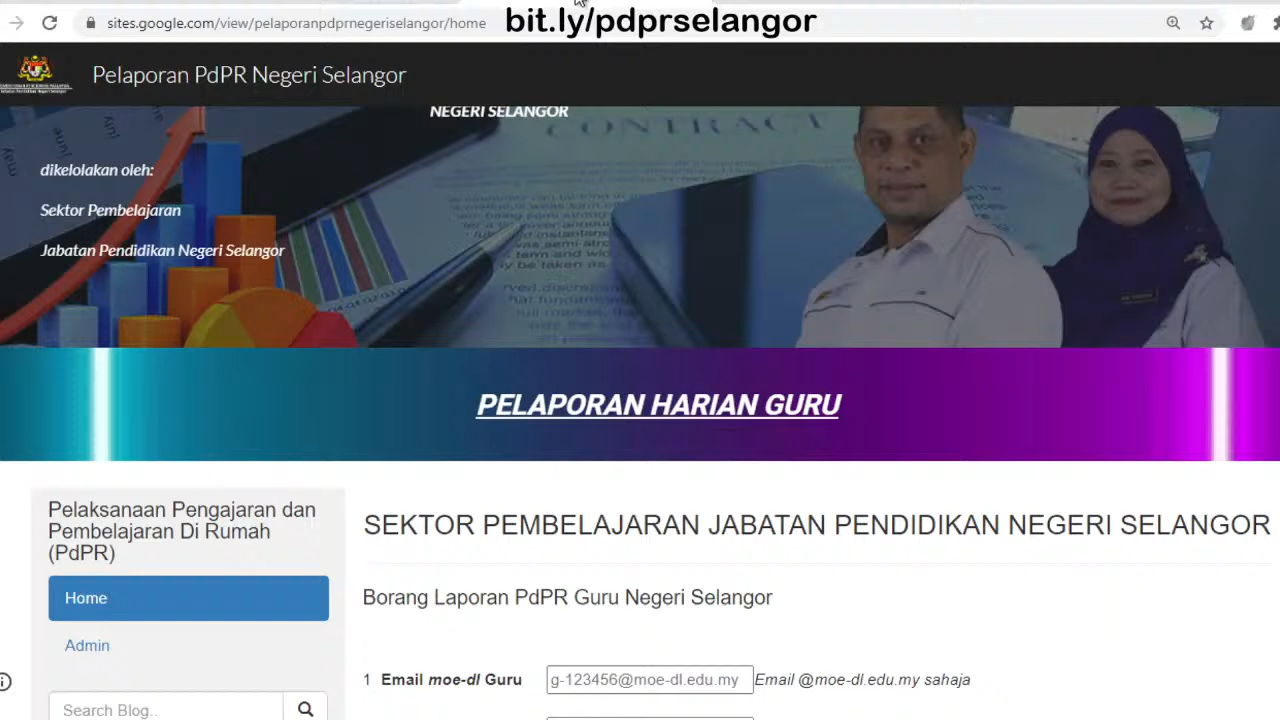 sites.google.com/view/pelaporanpdprnegeriselangor/home
bit.ly/pdprselangor
Pelaporan PdPR Negeri Selangor
NEGERI SELANGOR
CONTRACT
dikelolakan oleh:
Sektor Pembelajaran
Jabatan Pendidikan Negeri Selangor
PELAPORAN HARIAN GURU
Pelaksanaan Pengajaran dan
Pembelajaran Di Rumah
(PdPR)
Home
Admin
Search Blog..
SEKTOR PEMBELAJARAN JABATAN PENDIDIKAN NEGERI SELANGOR
Borang Laporan PdPR Guru Negeri Selangor
1 Email moe-dl Guru g-123456@moe-dl.edu.my Email @moe-dl.edu.my sahaja